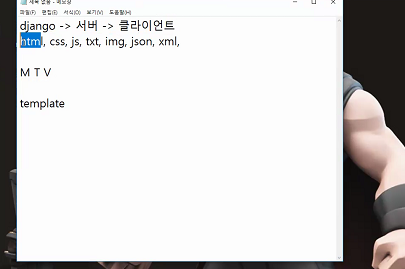 제목 없음 - 메모장
파일(F) 편집(E) 서식(O) 보기(V) 도움말(H)
django -> 서버 -> 클라이언트
html, css, js, txt, img, json, xml,
M T V
template